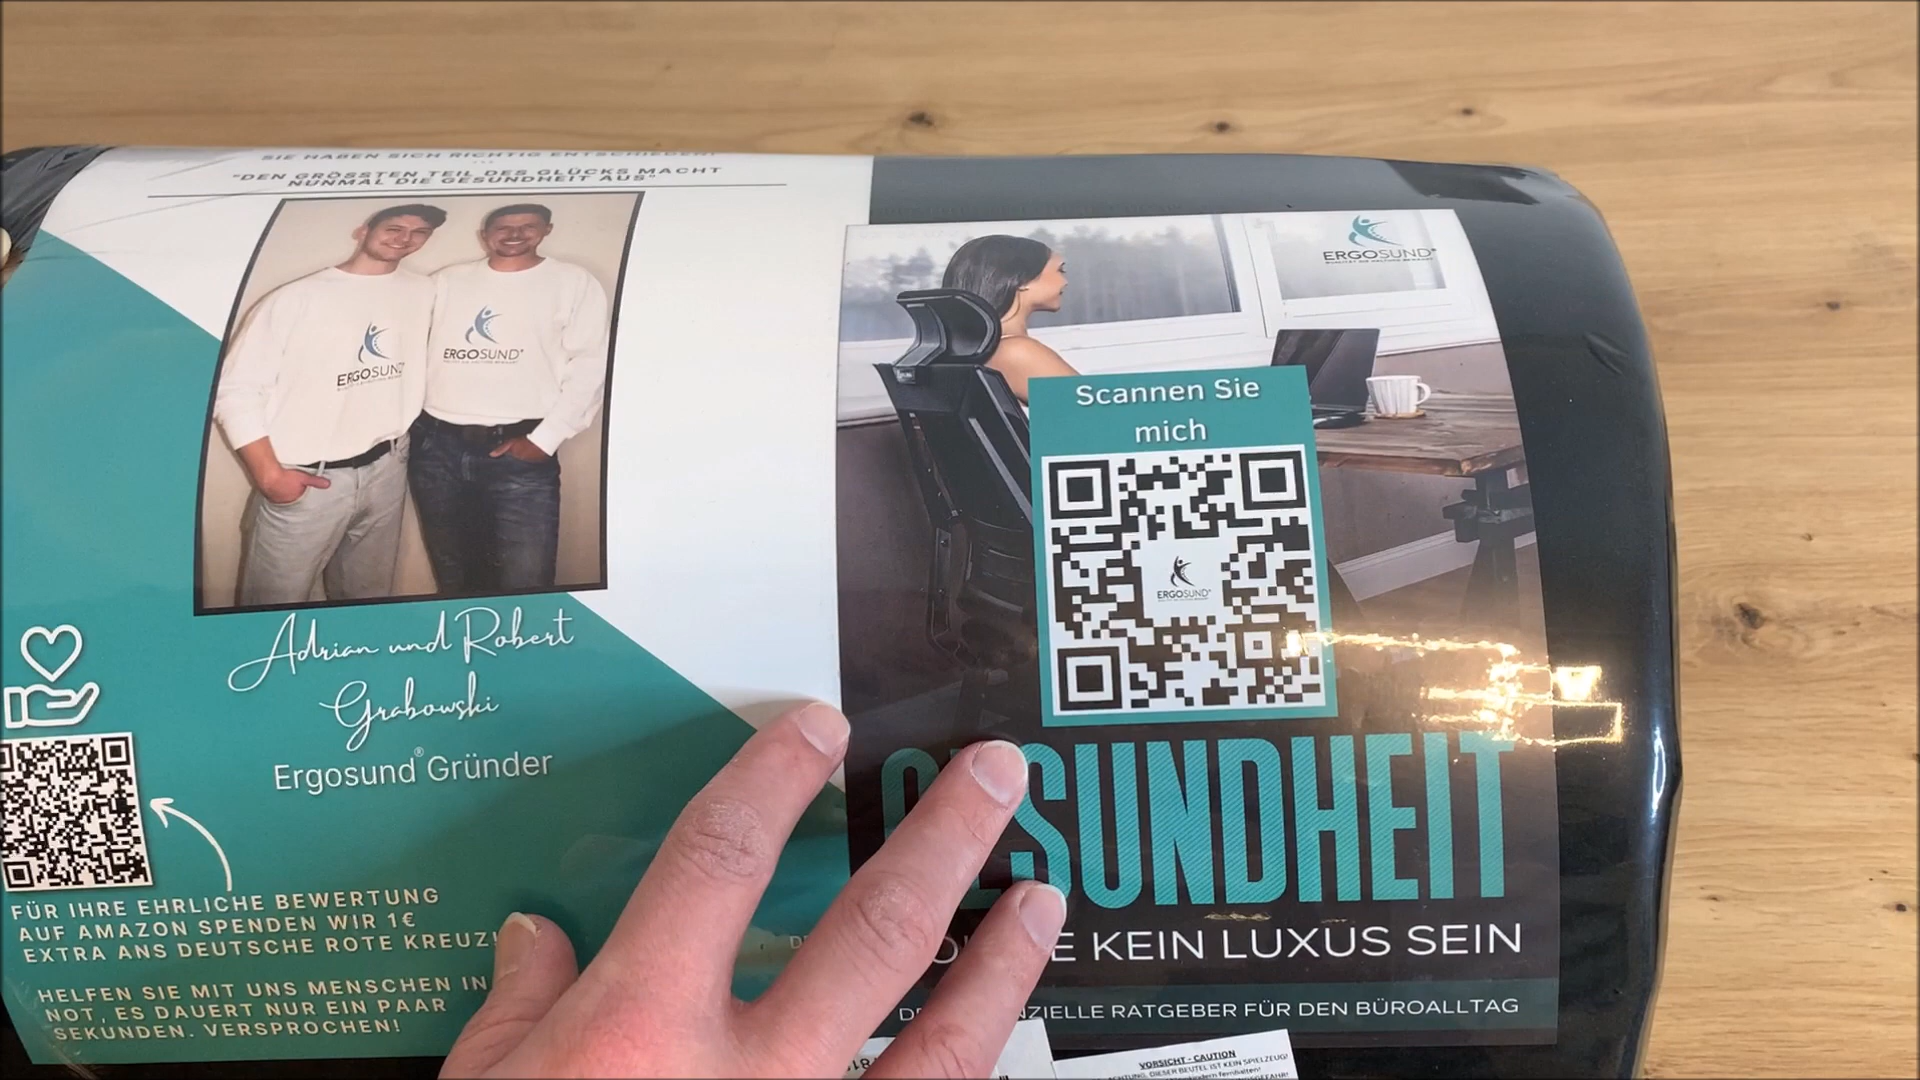 SIE HABEN SICH RICHTIG ENTSCHIEDEN!
"DEN GRÖSSTEN TEIL DES GLÜCKS MACHT
NUNMAL DIE GESUNDHEIT AUS"
ERGOSUND
ERGOSUND
Adrian und Robert
Grabowski
Ergosund® Gründer
FÜR IHRE EHRLICHE BEWERTUNG
AUF AMAZON SPENDEN WIR 1€
EXTRA ANS DEUTSCHE ROTE KREUZ!
HELFEN SIE MIT UNS MENSCHEN IN
NOT, ES DAUERT NUR EIN PAAR
SEKUNDEN. VERSPROCHEN!
ERGOSUND®
Scannen Sie
mich
ERGOSUND®
GESUNDHEIT
KEIN LUXUS SEIN
RATGEBER FÜR DEN BÜROALLTAG
VORSICHT - CAUTION
ACHTUNG, DIESER BEUTEL IST KEIN SPIELZEUG!